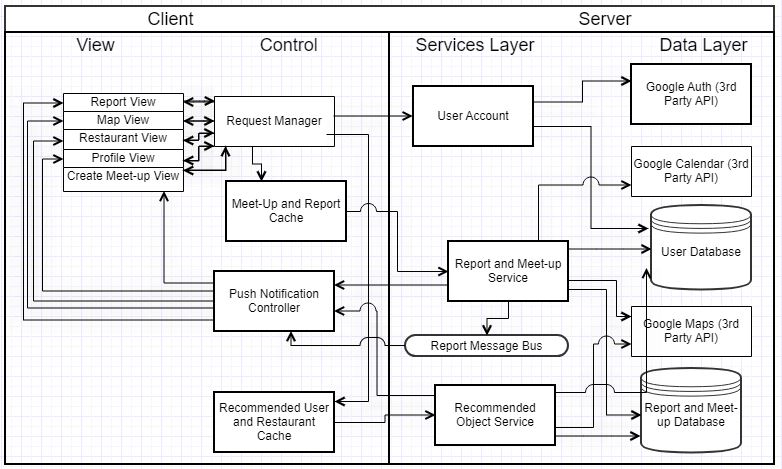 Client
Server
View
Control
Services Layer
Data Layer
Report View
Map View
Restaurant View
Profile View
Create Meet-up View
Request Manager
Meet-Up and Report
Cache
Push Notification
Controller
Recommended User
and Restaurant
Cache
User Account
Report and Meet-up
Service
Report Message Bus
Recommended
Object Service
Google Auth (3rd
Party API)
Google Calendar (3rd
Party API)
User Database
Google Maps (3rd
Party API)
Report and Meet-
up Database